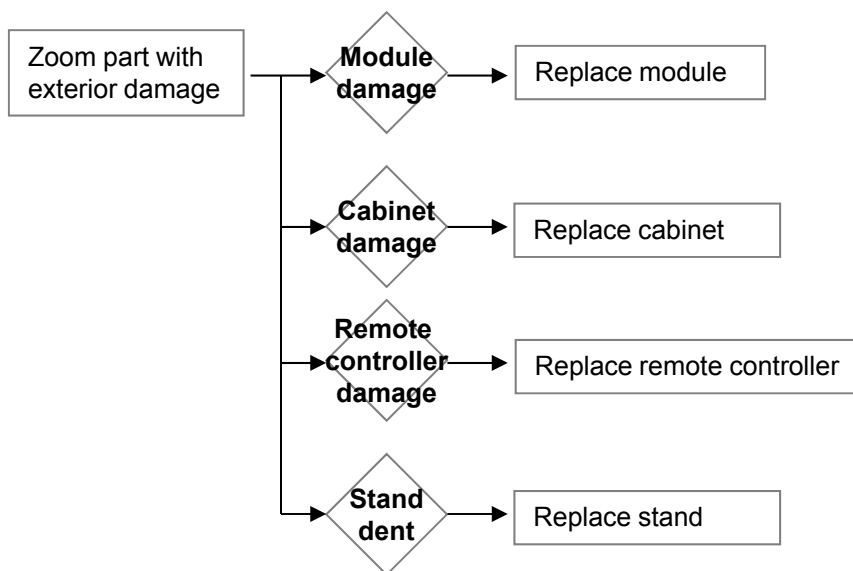 Zoom part with
exterior damage
Module
damage
Replace module
Cabinet
damage
Replace cabinet
Remote
controller
damage
Replace remote controller
Stand
dent
Replace stand